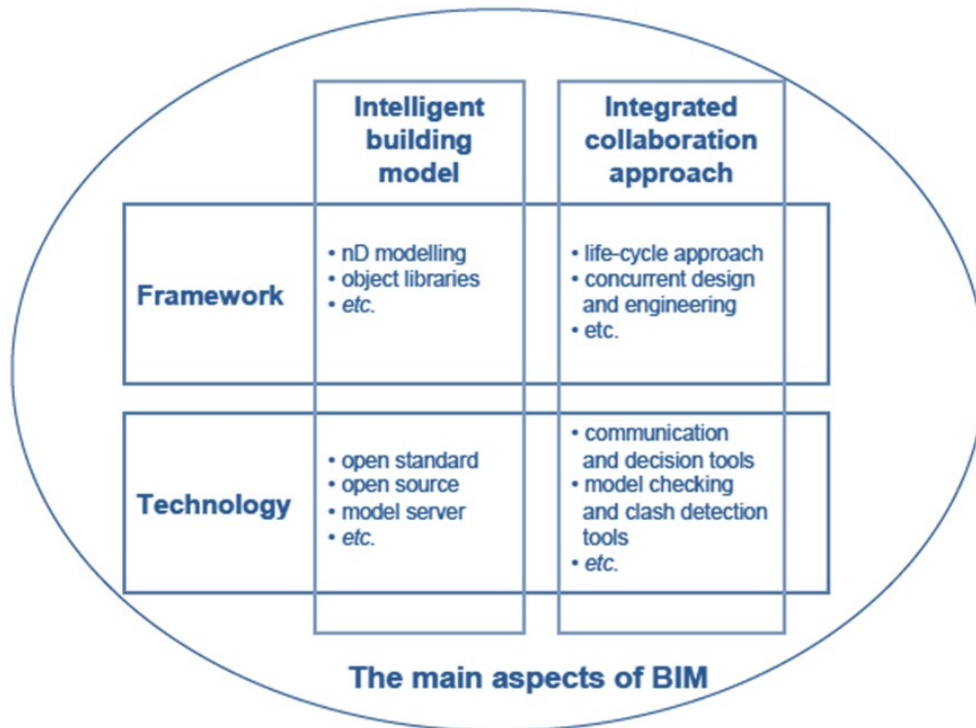 Intelligent
building
model
Integrated
collaboration
approach
Framework
• nD modelling
• object libraries
• etc.
• life-cycle approach
• concurrent design
and engineering
• etc.
Technology
• open standard
• open source
• model server
• etc.
• communication
and decision tools
• model checking
and clash detection
tools
• etc.
The main aspects of BIM